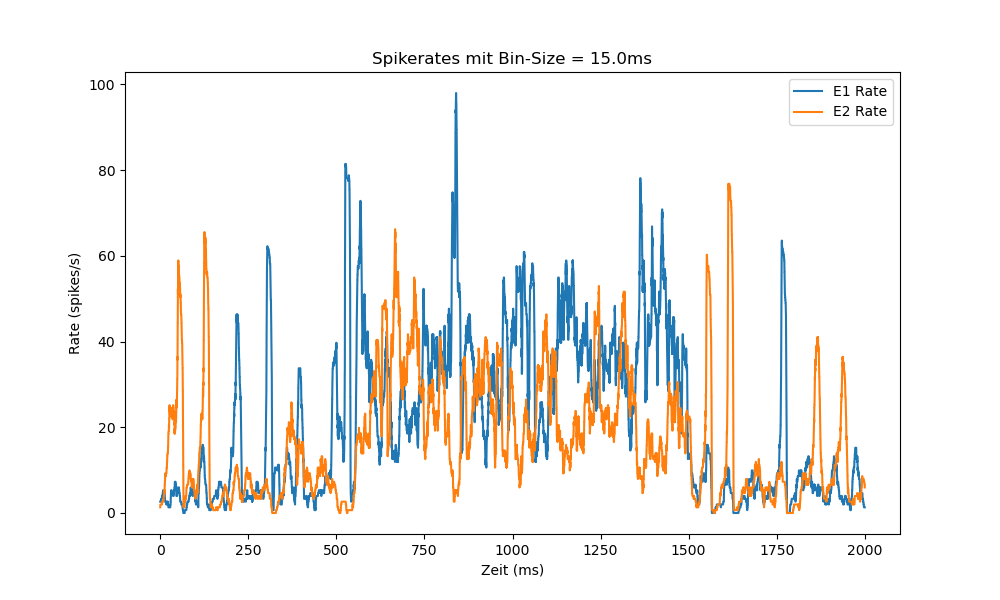 Spikerates mit Bin-Size = 15.0ms
E1 Rate
E2 Rate
100
80
60
40
20
0
Rate (spikes/s)
0 250 500 750 1000 1250 1500 1750 2000
Zeit (ms)